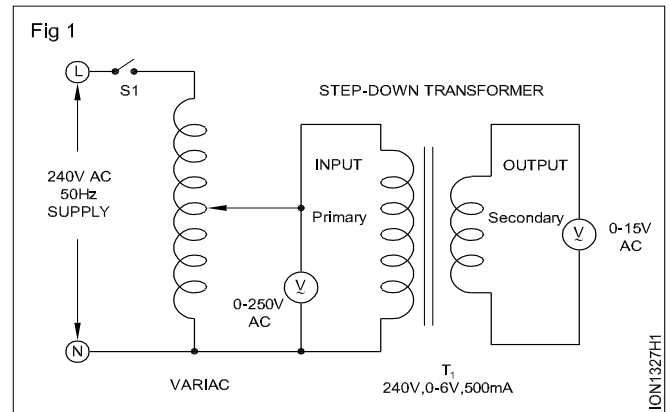 Fig 1
L
S1
STEP-DOWN TRANSFORMER
240V AC
50Hz
SUPPLY
INPUT
OUTPUT
Primary
Secondary
V
~
0-15V
AC
V
~
0-250V
AC
N
VARIAC
T1
240V,0-6V,500mA
ION1327H1